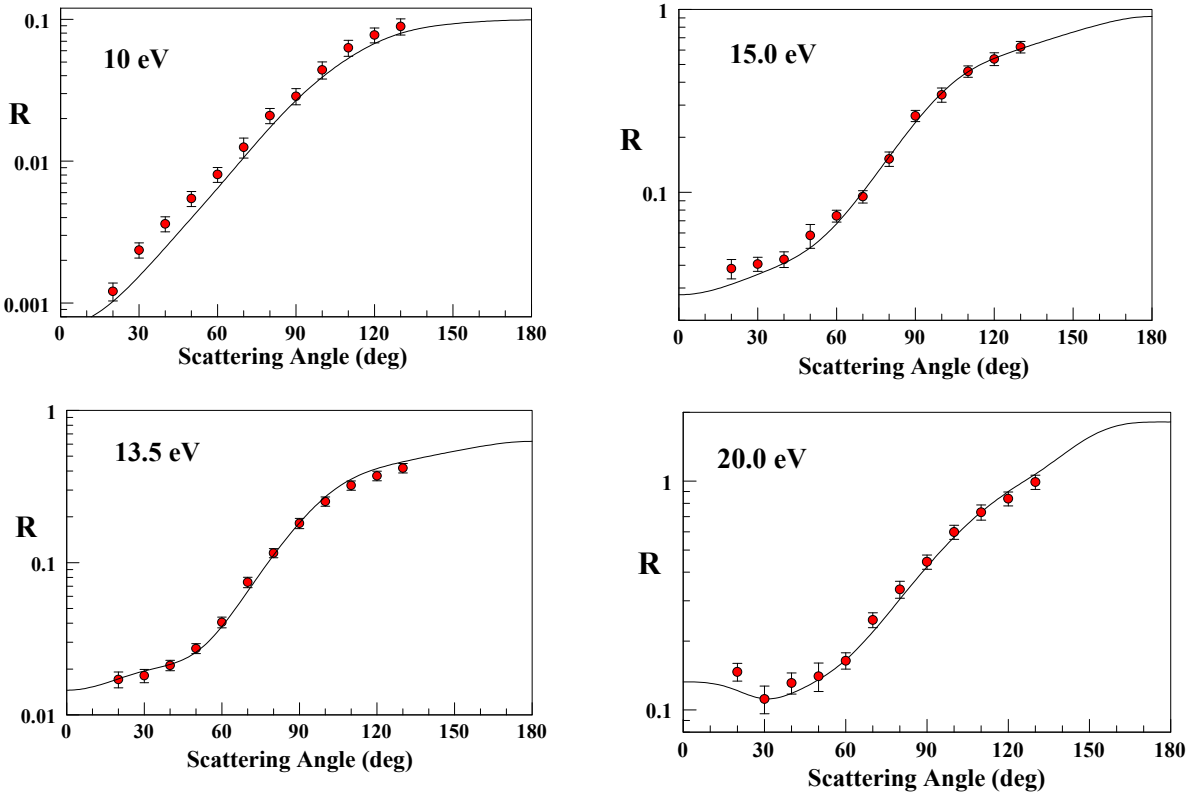 10 eV
R
0.1
0.01
0.001
0 30 60 90 120 150 180
Scattering Angle (deg)
15.0 eV
R
1
0.1
0 30 60 90 120 150 180
Scattering Angle (deg)
13.5 eV
R
1
0.1
0.01
0 30 60 90 120 150 180
Scattering Angle (deg)
20.0 eV
R
1
0.1
0 30 60 90 120 150 180
Scattering Angle (deg)